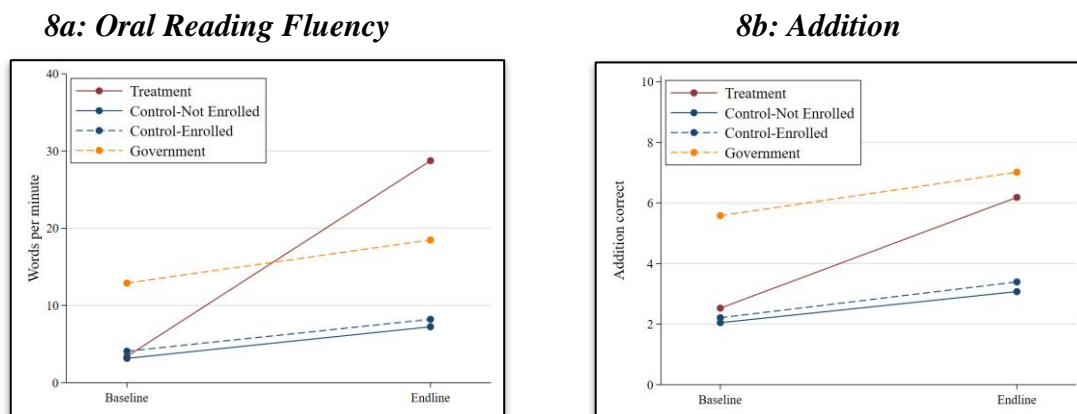 8a: Oral Reading Fluency
40
30
20
10
0
Words per minute
Treatment
Control-Not Enrolled
Control-Enrolled
Government
Baseline
Endline
8b: Addition
10
8
6
4
2
0
Addition correct
Treatment
Control-Not Enrolled
Control-Enrolled
Government
Baseline
Endline